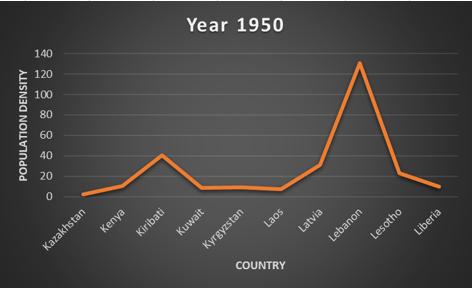 Year 1950
POPULATION DENSITY
140
120
100
80
60
40
20
0
Kazakhstan
Kenya
Kiribati
Kuwait
Kyrgyzstan
Laos
Latvia
Lebanon
Lesotho
Liberia
COUNTRY